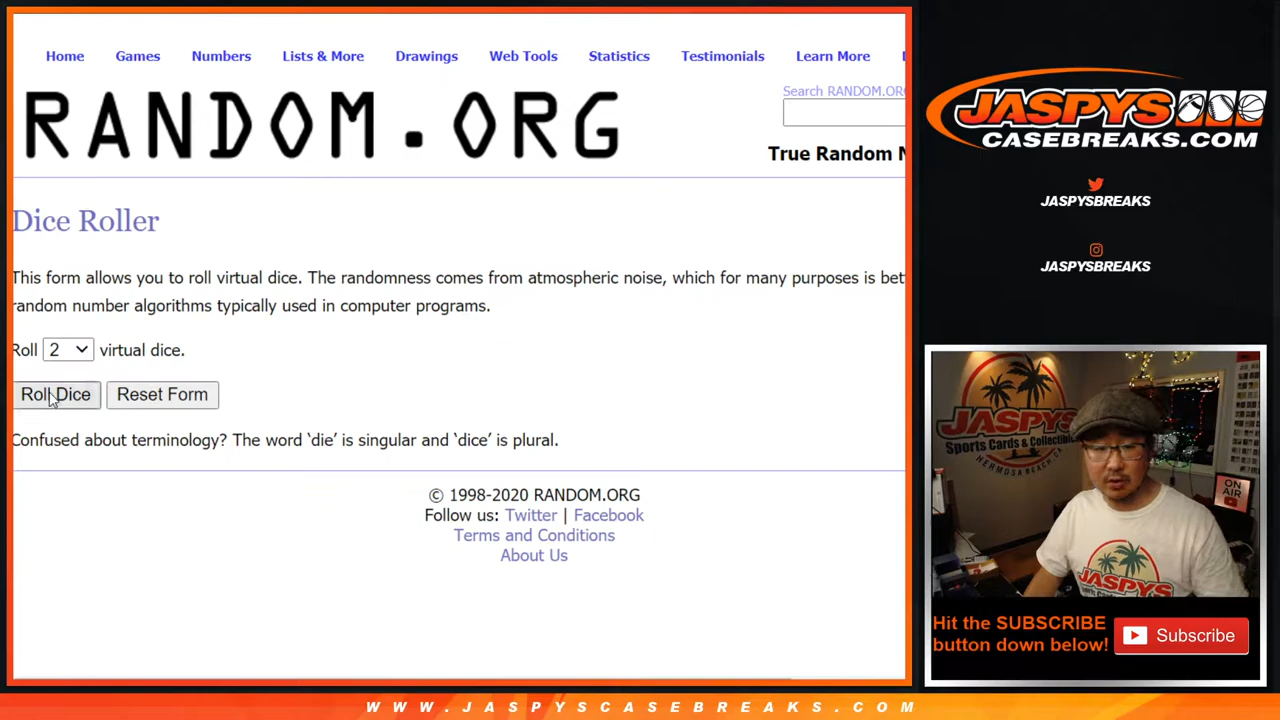 Home Games Numbers Lists & More Drawings Web Tools Statistics Testimonials Learn More
RANDOM.ORG
Search RANDOM.ORG
True Random N
Dice Roller
This form allows you to roll virtual dice. The randomness comes from atmospheric noise, which for many purposes is bet
random number algorithms typically used in computer programs.
Roll 2 virtual dice.
Roll Dice Reset Form
Confused about terminology? The word ‘die’ is singular and ‘dice’ is plural.
© 1998-2020 RANDOM.ORG
Follow us: Twitter | Facebook
Terms and Conditions
About Us
JASPYS
CASEBREAKS.COM
JASPYSBREAKS
JASPYSBREAKS
JASPYS
Sports Cards & Collectibles
HERMOSA BEACH, CA
ON
AIR
JASPYS
Hit the SUBSCRIBE
button down below!
Subscribe
WWW.JASPYSCASEBREAKS.COM